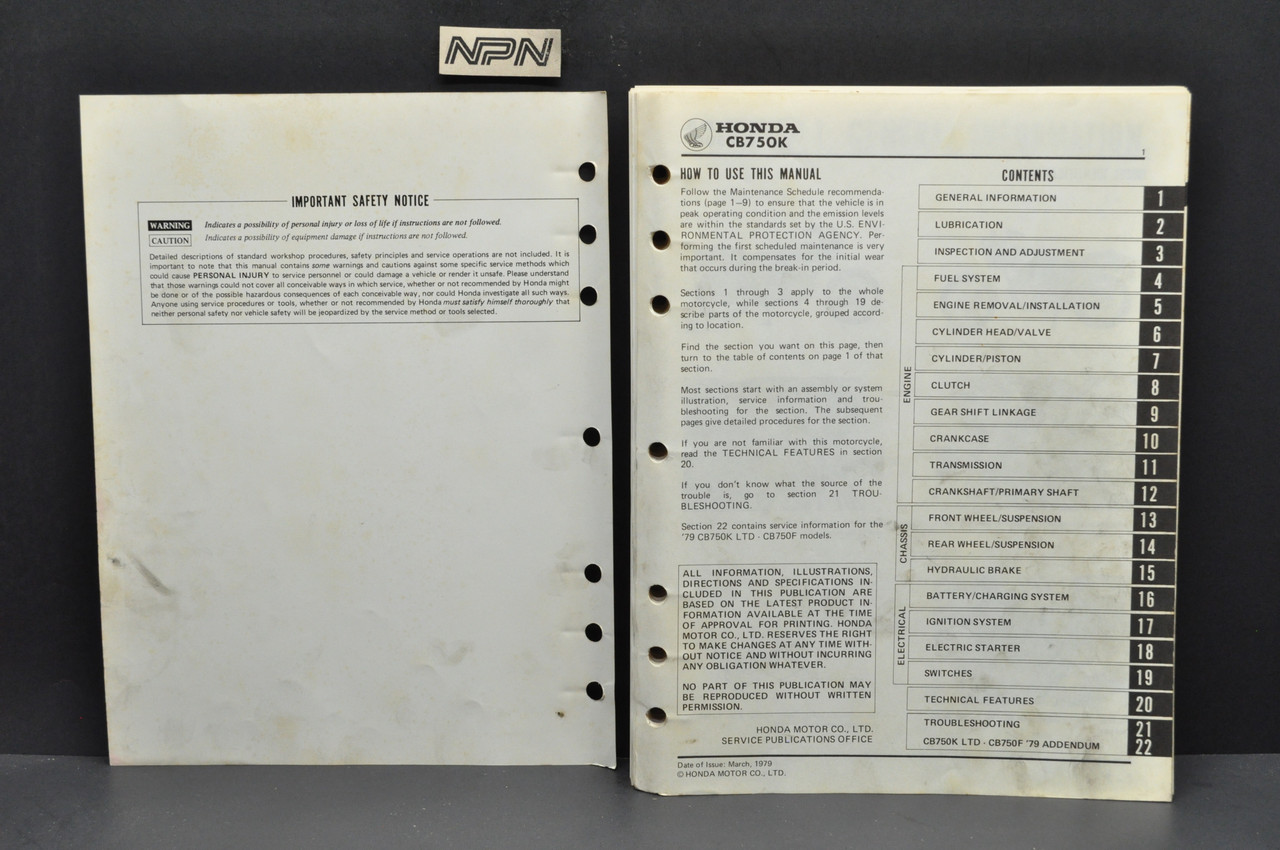 NPN
IMPORTANT SAFETY NOTICE
WARNING Indicates a possibility of personal injury or loss of life if instructions are not followed.
CAUTION Indicates a possibility of equipment damage if instructions are not followed.
Detailed descriptions of standard workshop procedures, safety principles and service operations are not included. It is
important to note that this manual contains some warnings and cautions against some specific service methods which
could cause PERSONAL INJURY to service personnel or could damage a vehicle or render it unsafe. Please understand
that those warnings could not cover all conceivable ways in which service, whether or not recommended by Honda might
be done or of the possible hazardous consequences of each conceivable way, nor could Honda investigate all such ways.
Anyone using service procedures or tools, whether or not recommended by Honda must satisfy himself thoroughly that
neither personal safety nor vehicle safety will be jeopardized by the service method or tools selected.
HONDA
CB750K
1
HOW TO USE THIS MANUAL
Follow the Maintenance Schedule recommenda-
tions (page 1–9) to ensure that the vehicle is in
peak operating condition and the emission levels
are within the standards set by the U.S. ENVI-
RONMENTAL PROTECTION AGENCY. Per-
forming the first scheduled maintenance is very
important. It compensates for the initial wear
that occurs during the break-in period.
Sections 1 through 3 apply to the whole
motorcycle, while sections 4 through 19 de-
scribe parts of the motorcycle, grouped accord-
ing to location.
Find the section you want on this page, then
turn to the table of contents on page 1 of that
section.
Most sections start with an assembly or system
illustration, service information and trou-
bleshooting for the section. The subsequent
pages give detailed procedures for the section.
If you are not familiar with this motorcycle,
read the TECHNICAL FEATURES in section
20.
If you don't know what the source of the
trouble is, go to section 21 TROU-
BLESHOOTING.
Section 22 contains service information for the
'79 CB750K LTD - CB750F models.
ALL INFORMATION, ILLUSTRATIONS,
DIRECTIONS AND SPECIFICATIONS IN-
CLUDED IN THIS PUBLICATION ARE
BASED ON THE LATEST PRODUCT IN-
FORMATION AVAILABLE AT THE TIME
OF APPROVAL FOR PRINTING. HONDA
MOTOR CO., LTD. RESERVES THE RIGHT
TO MAKE CHANGES AT ANY TIME WITH-
OUT NOTICE AND WITHOUT INCURRING
ANY OBLIGATION WHATEVER.
NO PART OF THIS PUBLICATION MAY
BE REPRODUCED WITHOUT WRITTEN
PERMISSION.
HONDA MOTOR CO., LTD.
SERVICE PUBLICATIONS OFFICE
CONTENTS
GENERAL INFORMATION 1
LUBRICATION 2
INSPECTION AND ADJUSTMENT 3
ENGINE
FUEL SYSTEM 4
ENGINE REMOVAL/INSTALLATION 5
CYLINDER HEAD/VALVE 6
CYLINDER/PISTON 7
CLUTCH 8
GEAR SHIFT LINKAGE 9
CRANKCASE 10
TRANSMISSION 11
CRANKSHAFT/PRIMARY SHAFT 12
CHASSIS
FRONT WHEEL/SUSPENSION 13
REAR WHEEL/SUSPENSION 14
HYDRAULIC BRAKE 15
ELECTRICAL
BATTERY/CHARGING SYSTEM 16
IGNITION SYSTEM 17
ELECTRIC STARTER 18
SWITCHES 19
TECHNICAL FEATURES 20
TROUBLESHOOTING 21
CB750K LTD - CB750F '79 ADDENDUM 22
Date of Issue: March, 1979
© HONDA MOTOR CO., LTD.